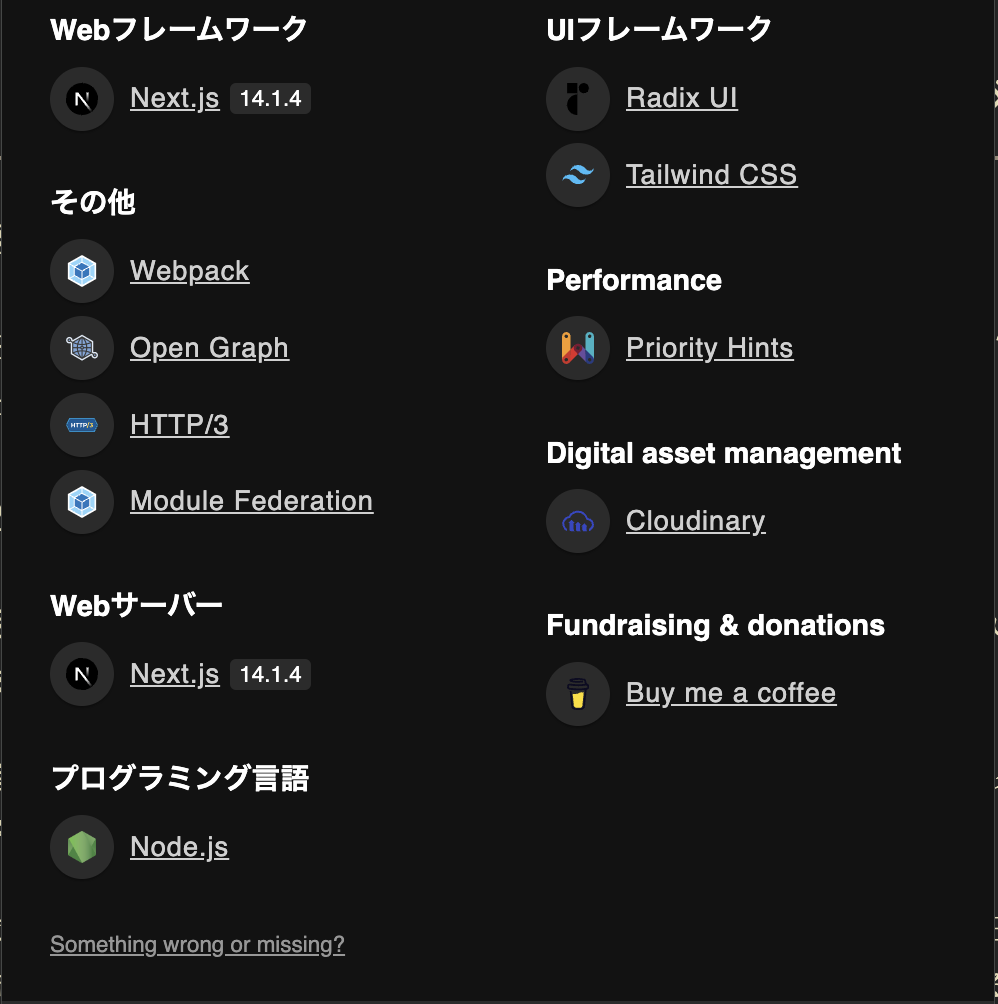 Webフレームワーク
Next.js 14.1.4
その他
Webpack
Open Graph
HTTP/3
HTTP/3
Module Federation
Webサーバー
Next.js 14.1.4
プログラミング言語
Node.js
Something wrong or missing?
UIフレームワーク
Radix UI
Tailwind CSS
Performance
Priority Hints
Digital asset management
Cloudinary
Fundraising & donations
Buy me a coffee